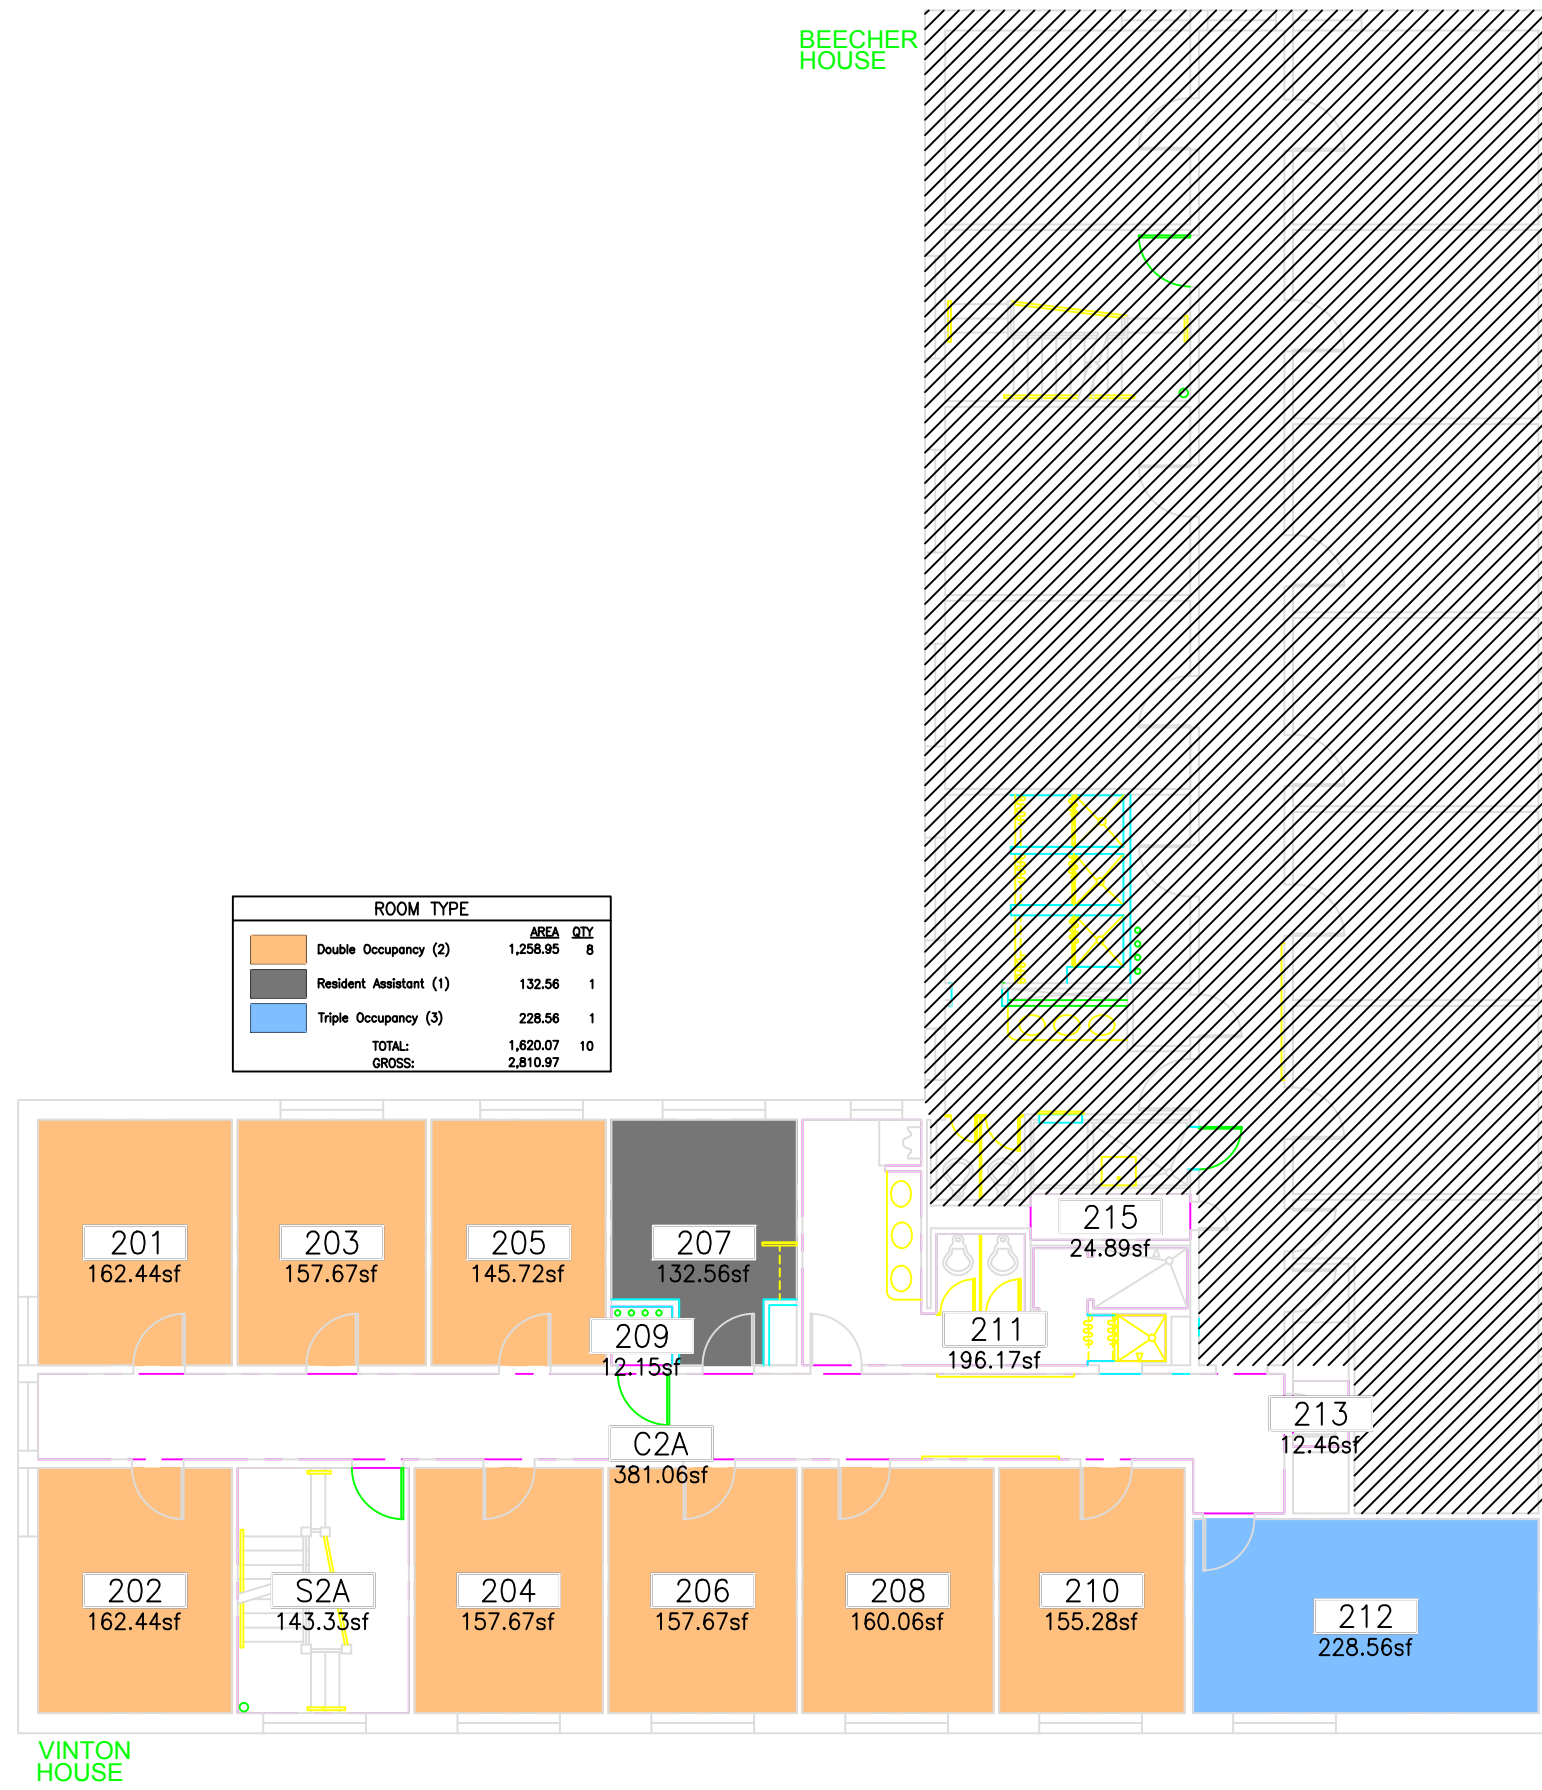 BEECHER
HOUSE
ROOM TYPE
AREA QTY
Double Occupancy (2) 1,258.95 8
Resident Assistant (1) 132.56 1
Triple Occupancy (3) 228.56 1
TOTAL: 1,620.07 10
GROSS: 2,810.97
201
162.44sf
203
157.67sf
205
145.72sf
207
132.56sf
215
24.89sf
209
12.15sf
211
196.17sf
213
12.46sf
C2A
381.06sf
202
162.44sf
S2A
143.33sf
204
157.67sf
206
157.67sf
208
160.06sf
210
155.28sf
212
228.56sf
VINTON
HOUSE